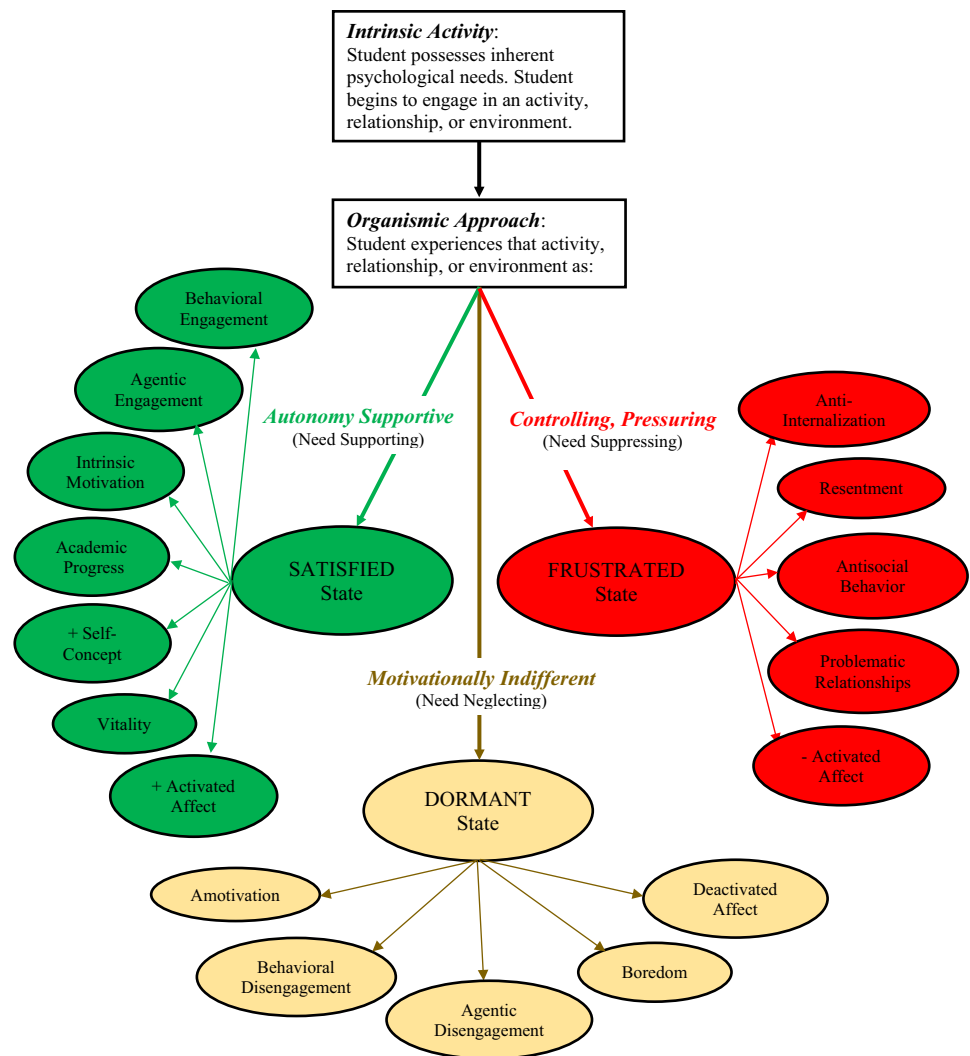 Intrinsic Activity:
Student possesses inherent
psychological needs. Student
begins to engage in an activity,
relationship, or environment.
Organismic Approach:
Student experiences that activity,
relationship, or environment as:
Behavioral
Engagement
Agentic
Engagement
Intrinsic
Motivation
Academic
Progress
+ Self-
Concept
Vitality
+ Activated
Affect
Autonomy Supportive
(Need Supporting)
SATISFIED
State
Controlling, Pressuring
(Need Suppressing)
FRUSTRATED
State
Anti-
Internalization
Resentment
Antisocial
Behavior
Problematic
Relationships
- Activated
Affect
Motivationally Indifferent
(Need Neglecting)
DORMANT
State
Amotivation
Behavioral
Disengagement
Agentic
Disengagement
Boredom
Deactivated
Affect